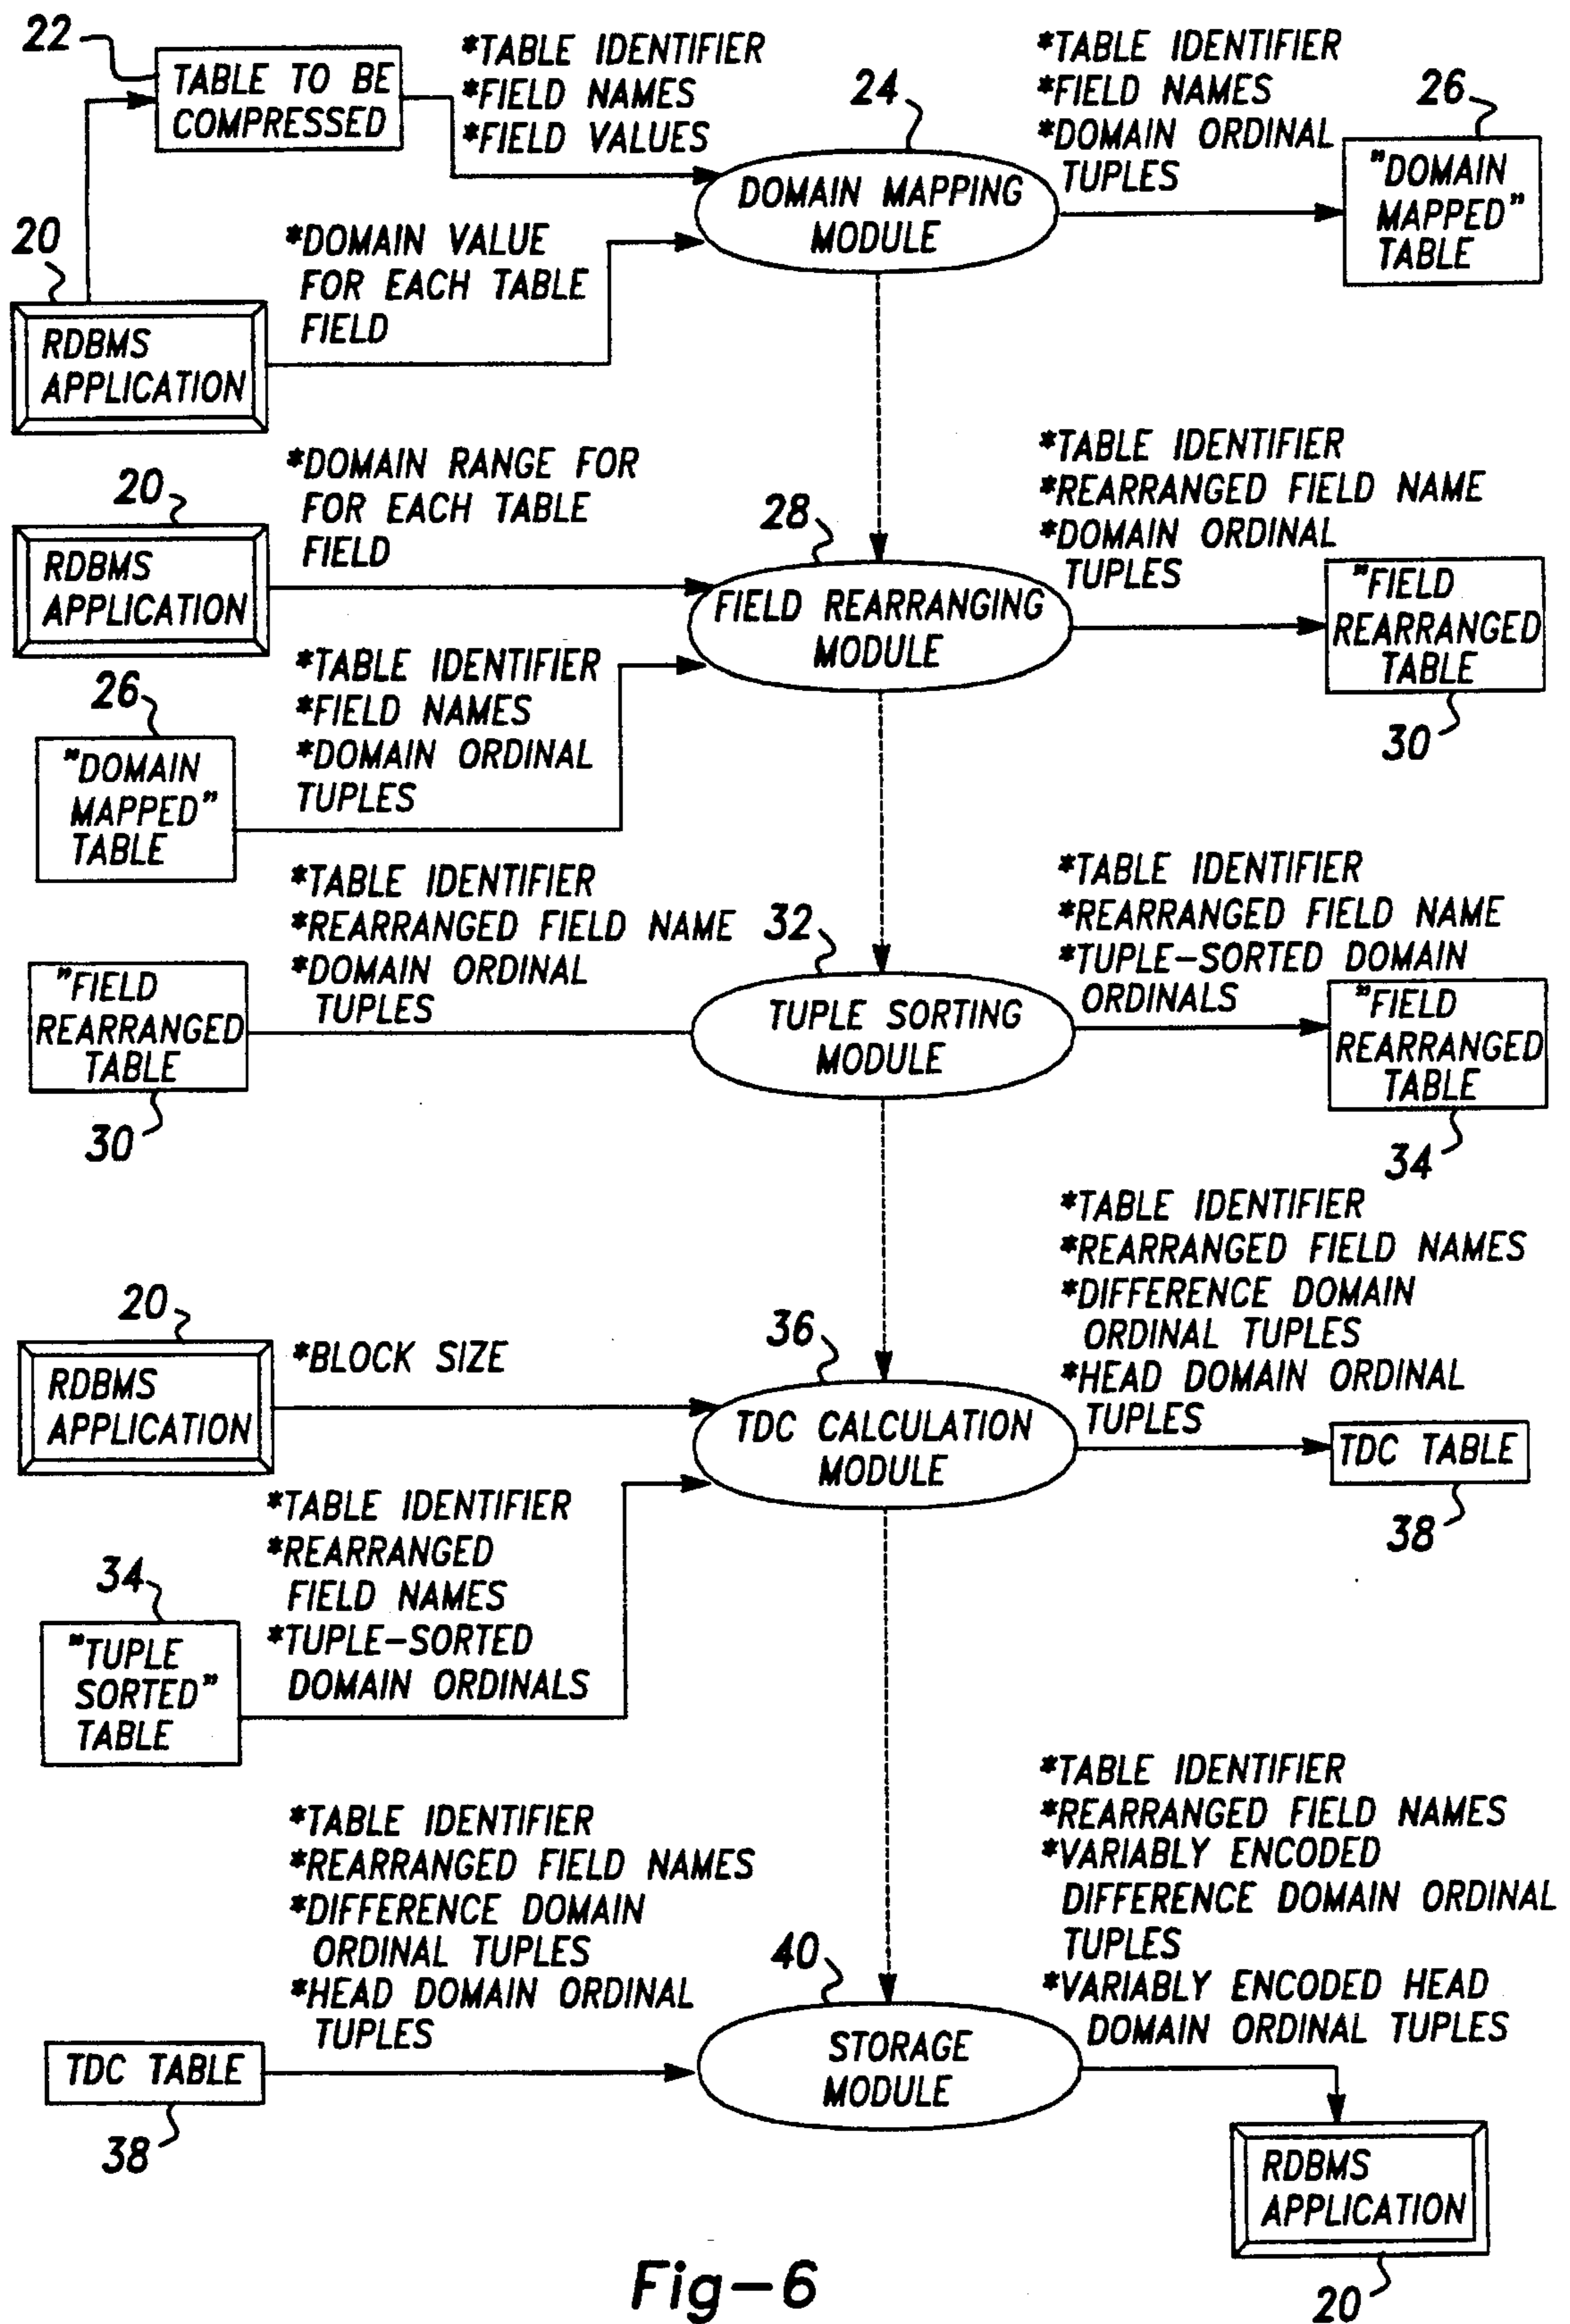 22
TABLE TO BE
COMPRESSED
*TABLE IDENTIFIER
*FIELD NAMES
*FIELD VALUES
24
*TABLE IDENTIFIER
*FIELD NAMES
*DOMAIN ORDINAL
TUPLES
26
"DOMAIN
MAPPED"
TABLE
DOMAIN MAPPING
MODULE
20
RDBMS
APPLICATION
*DOMAIN VALUE
FOR EACH TABLE
FIELD
20
RDBMS
APPLICATION
*DOMAIN RANGE FOR
FOR EACH TABLE
FIELD
28
FIELD REARRANGING
MODULE
*TABLE IDENTIFIER
*REARRANGED FIELD NAME
*DOMAIN ORDINAL
TUPLES
"FIELD
REARRANGED
TABLE
30
26
"DOMAIN
MAPPED"
TABLE
*TABLE IDENTIFIER
*FIELD NAMES
*DOMAIN ORDINAL
TUPLES
*TABLE IDENTIFIER
*REARRANGED FIELD NAME
*DOMAIN ORDINAL
TUPLES
"FIELD
REARRANGED
TABLE
30
32
TUPLE SORTING
MODULE
*TABLE IDENTIFIER
*REARRANGED FIELD NAME
*TUPLE-SORTED DOMAIN
ORDINALS
"FIELD
REARRANGED
TABLE
34
20
RDBMS
APPLICATION
*BLOCK SIZE
36
TDC CALCULATION
MODULE
*TABLE IDENTIFIER
*REARRANGED FIELD NAMES
*DIFFERENCE DOMAIN
ORDINAL TUPLES
*HEAD DOMAIN ORDINAL
TUPLES
TDC TABLE
38
34
"TUPLE
SORTED"
TABLE
*TABLE IDENTIFIER
*REARRANGED
FIELD NAMES
*TUPLE-SORTED
DOMAIN ORDINALS
*TABLE IDENTIFIER
*REARRANGED FIELD NAMES
*DIFFERENCE DOMAIN
ORDINAL TUPLES
*HEAD DOMAIN ORDINAL
TUPLES
TDC TABLE
38
40
STORAGE
MODULE
*TABLE IDENTIFIER
*REARRANGED FIELD NAMES
*VARIABLY ENCODED
DIFFERENCE DOMAIN ORDINAL
TUPLES
*VARIABLY ENCODED HEAD
DOMAIN ORDINAL TUPLES
RDBMS
APPLICATION
20
Fig-6